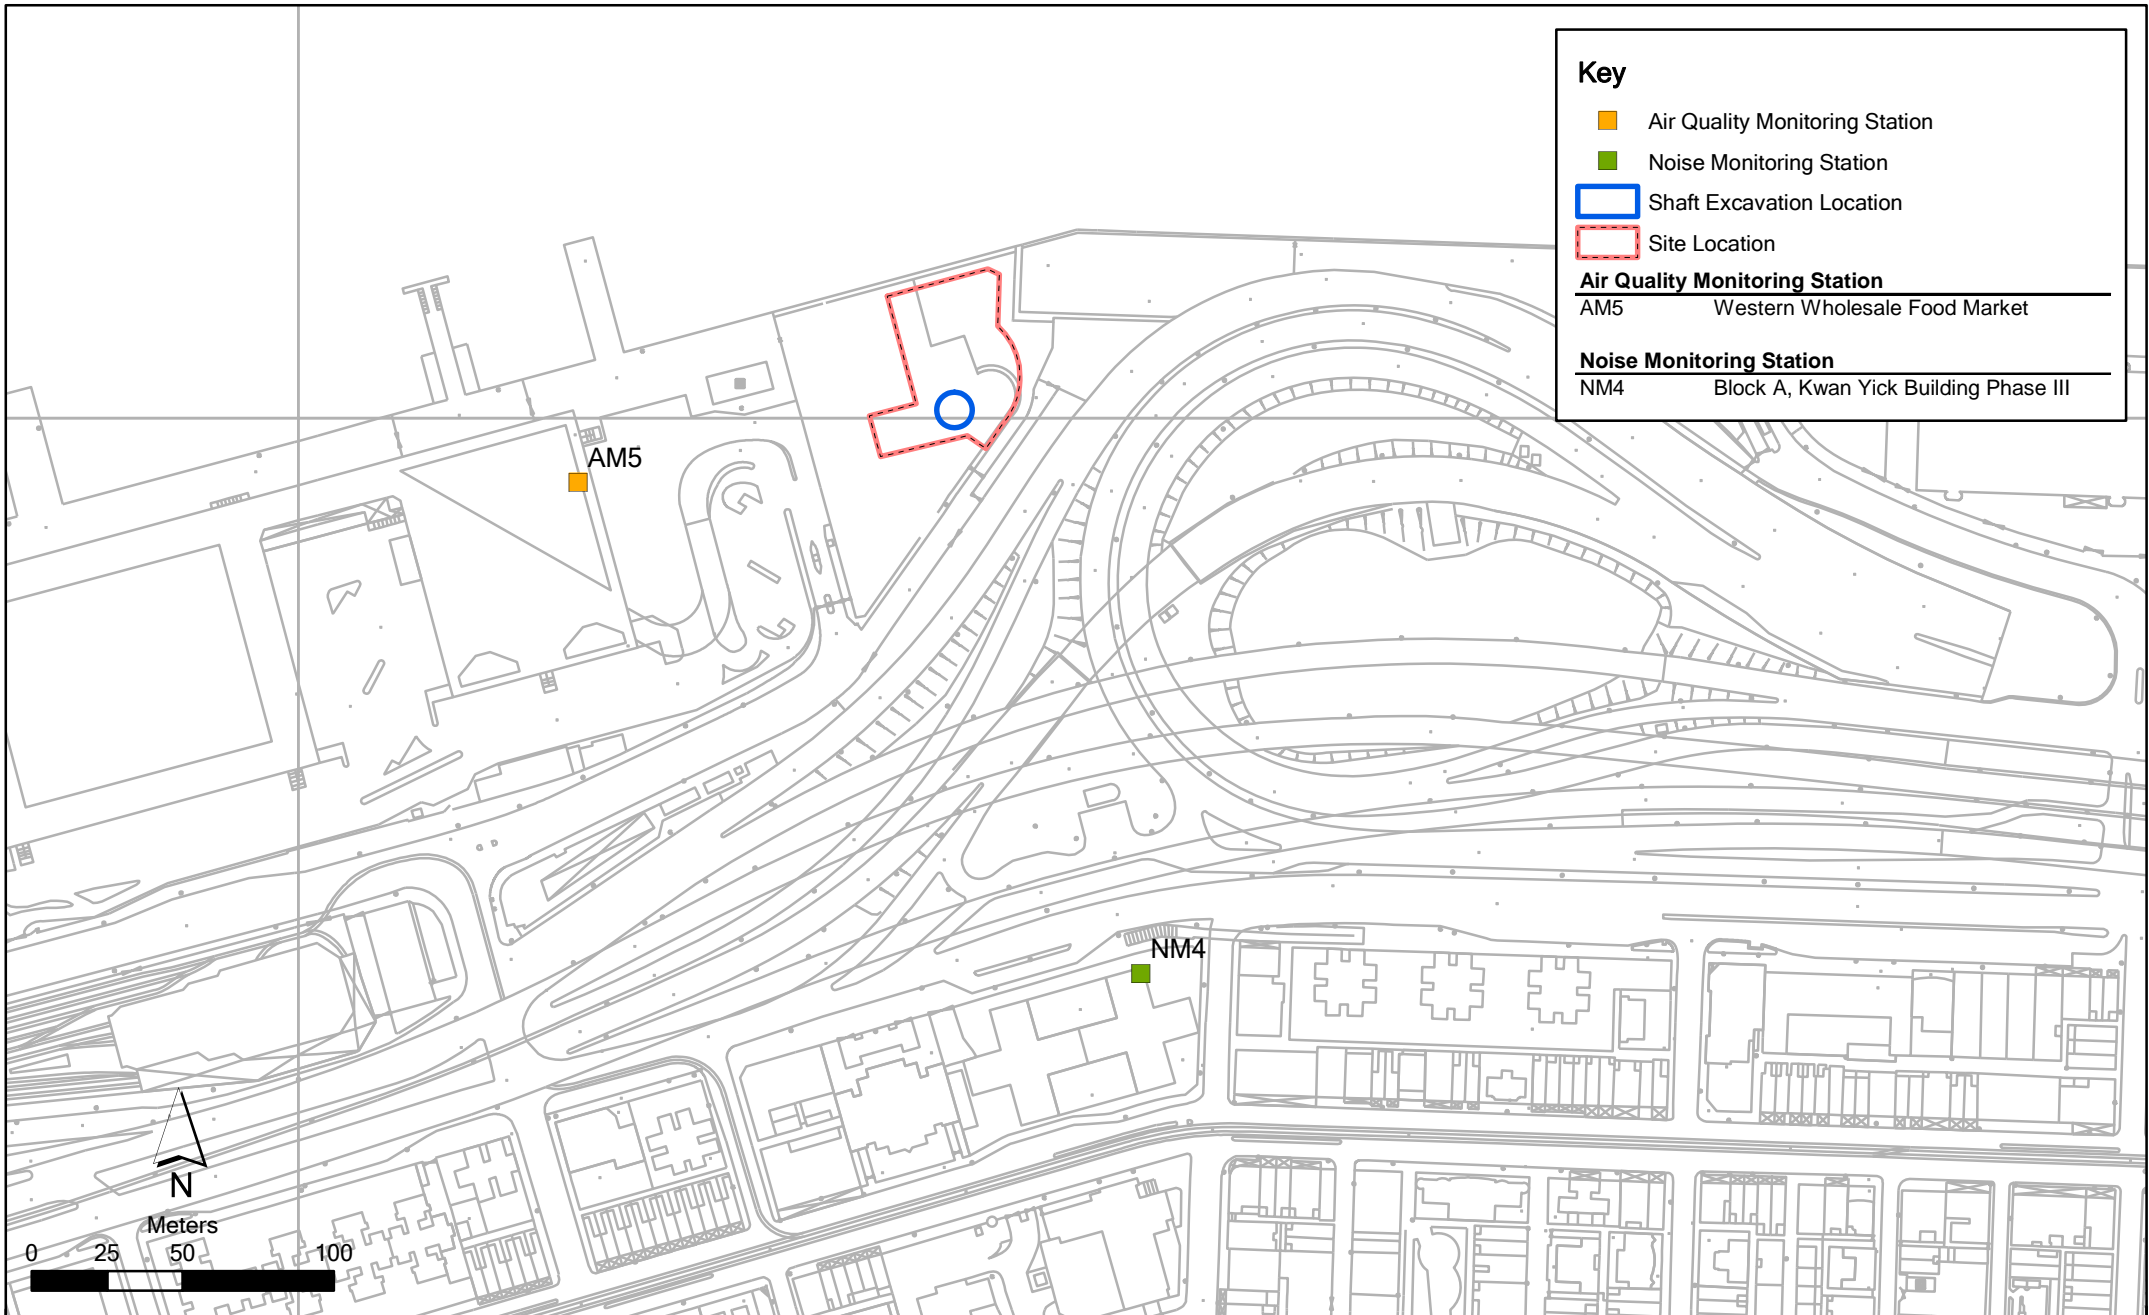 Key
Air Quality Monitoring Station
Noise Monitoring Station
Shaft Excavation Location
Site Location
Air Quality Monitoring Station
AM5 Western Wholesale Food Market
Noise Monitoring Station
NM4 Block A, Kwan Yick Building Phase III
AM5
NM4
N
Meters
0 25 50 100